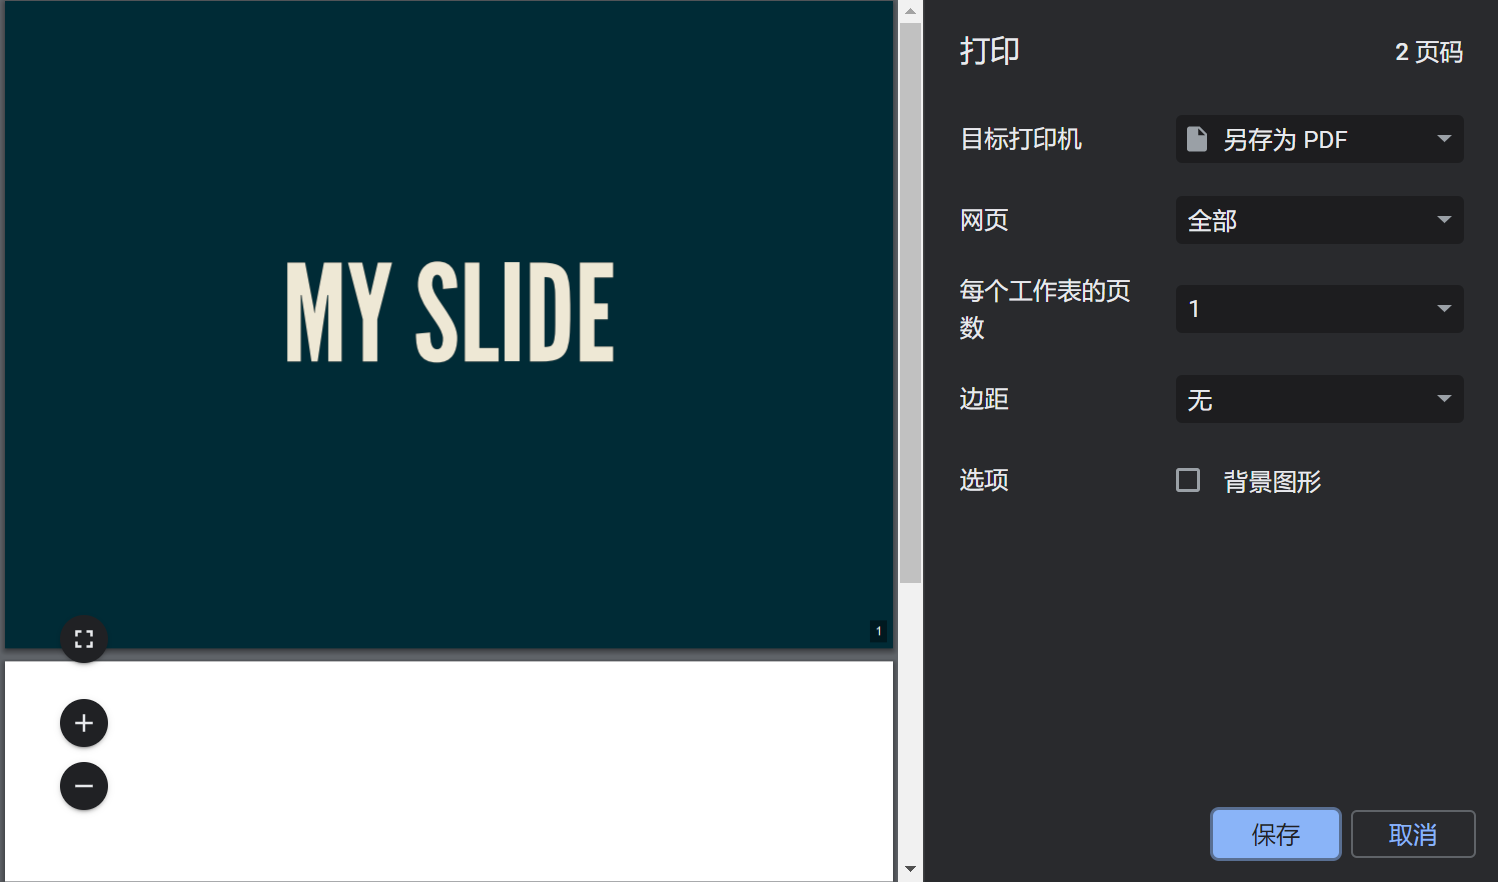 MY SLIDE
1
打印
2 页码
目标打印机
另存为 PDF
网页
全部
每个工作表的页
数
1
边距
无
选项
背景图形
保存
取消